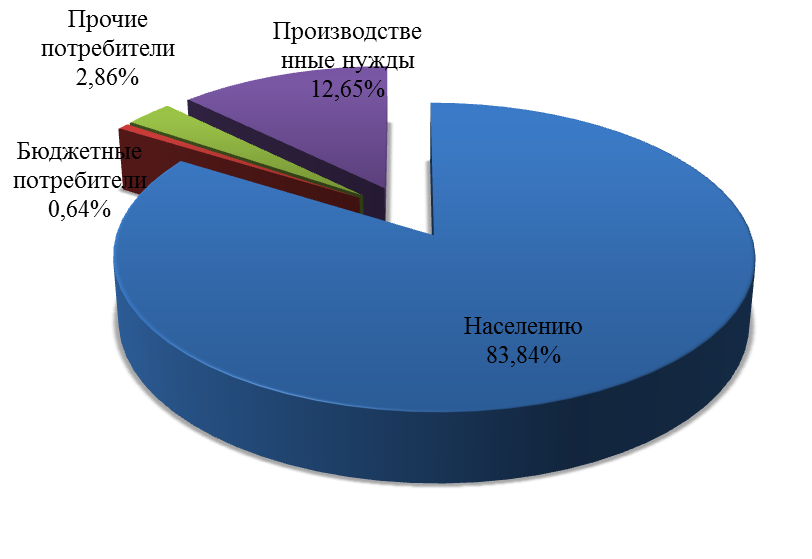 Прочие
потребители
2,86%
Производстве
нные нужды
12,65%
Бюджетные
потребители
0,64%
Населению
83,84%